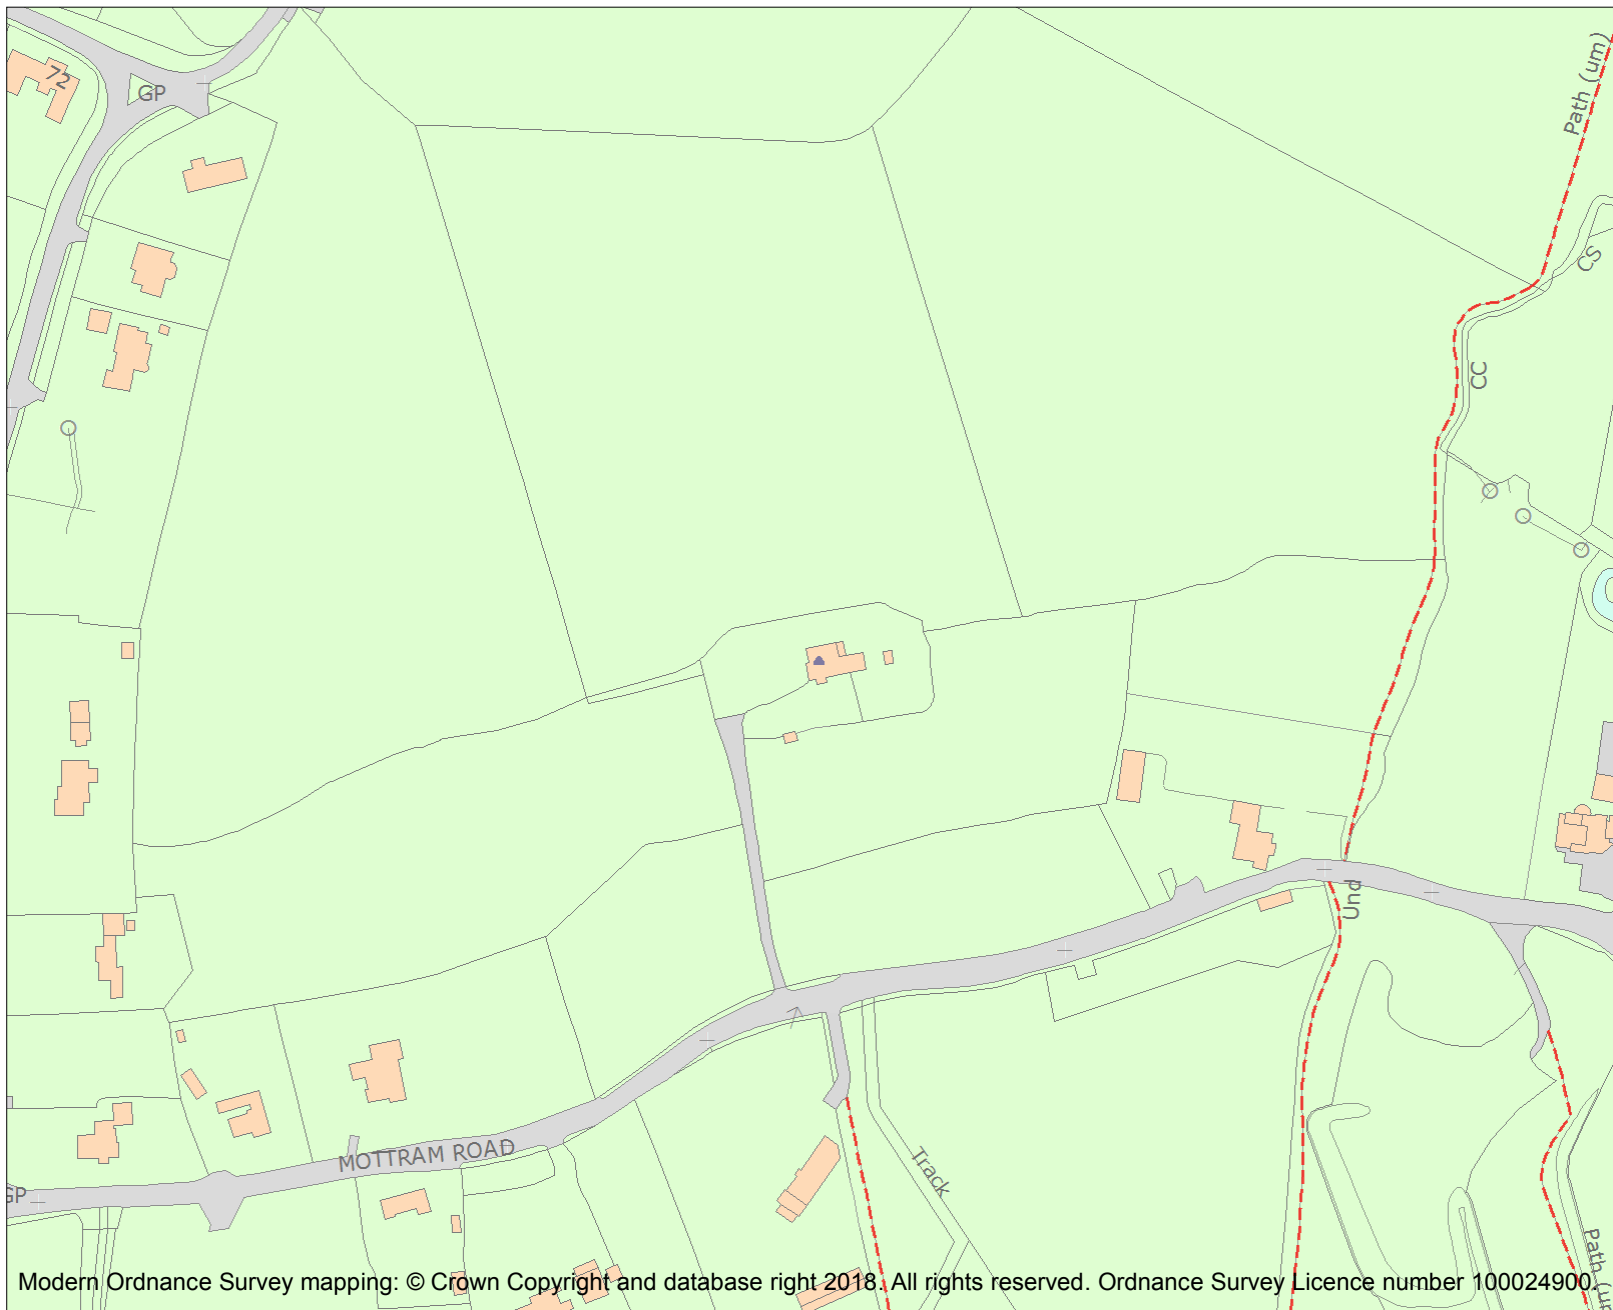 72
GP
Path (um)
CS
CC
Und
MOTTRAM ROAD
GP
Track
Path (u
Modern Ordnance Survey mapping: © Crown Copyright and database right 2018. All rights reserved. Ordnance Survey Licence number 100024900.